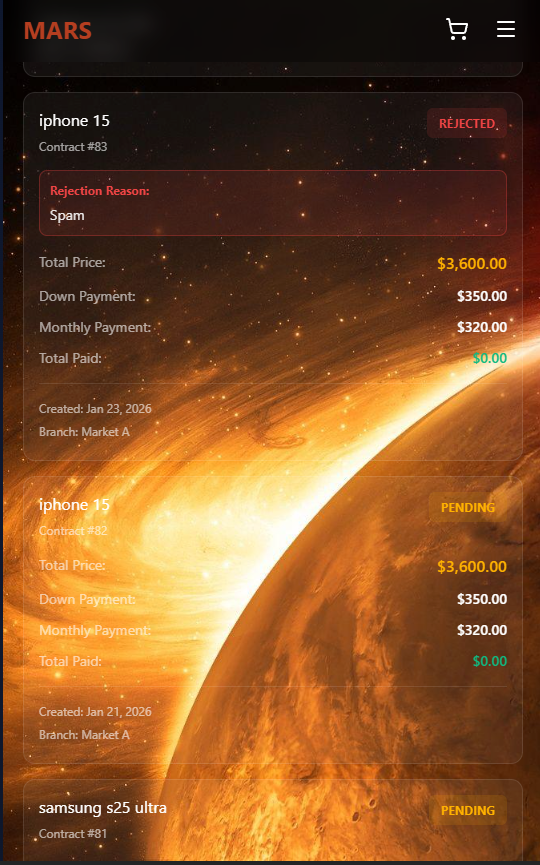 MARS
iphone 15
REJECTED
Contract #83
Rejection Reason:
Spam
Total Price: $3,600.00
Down Payment: $350.00
Monthly Payment: $320.00
Total Paid: $0.00
Created: Jan 23, 2026
Branch: Market A
iphone 15
PENDING
Contract #82
Total Price: $3,600.00
Down Payment: $350.00
Monthly Payment: $320.00
Total Paid: $0.00
Created: Jan 21, 2026
Branch: Market A
samsung s25 ultra
PENDING
Contract #81